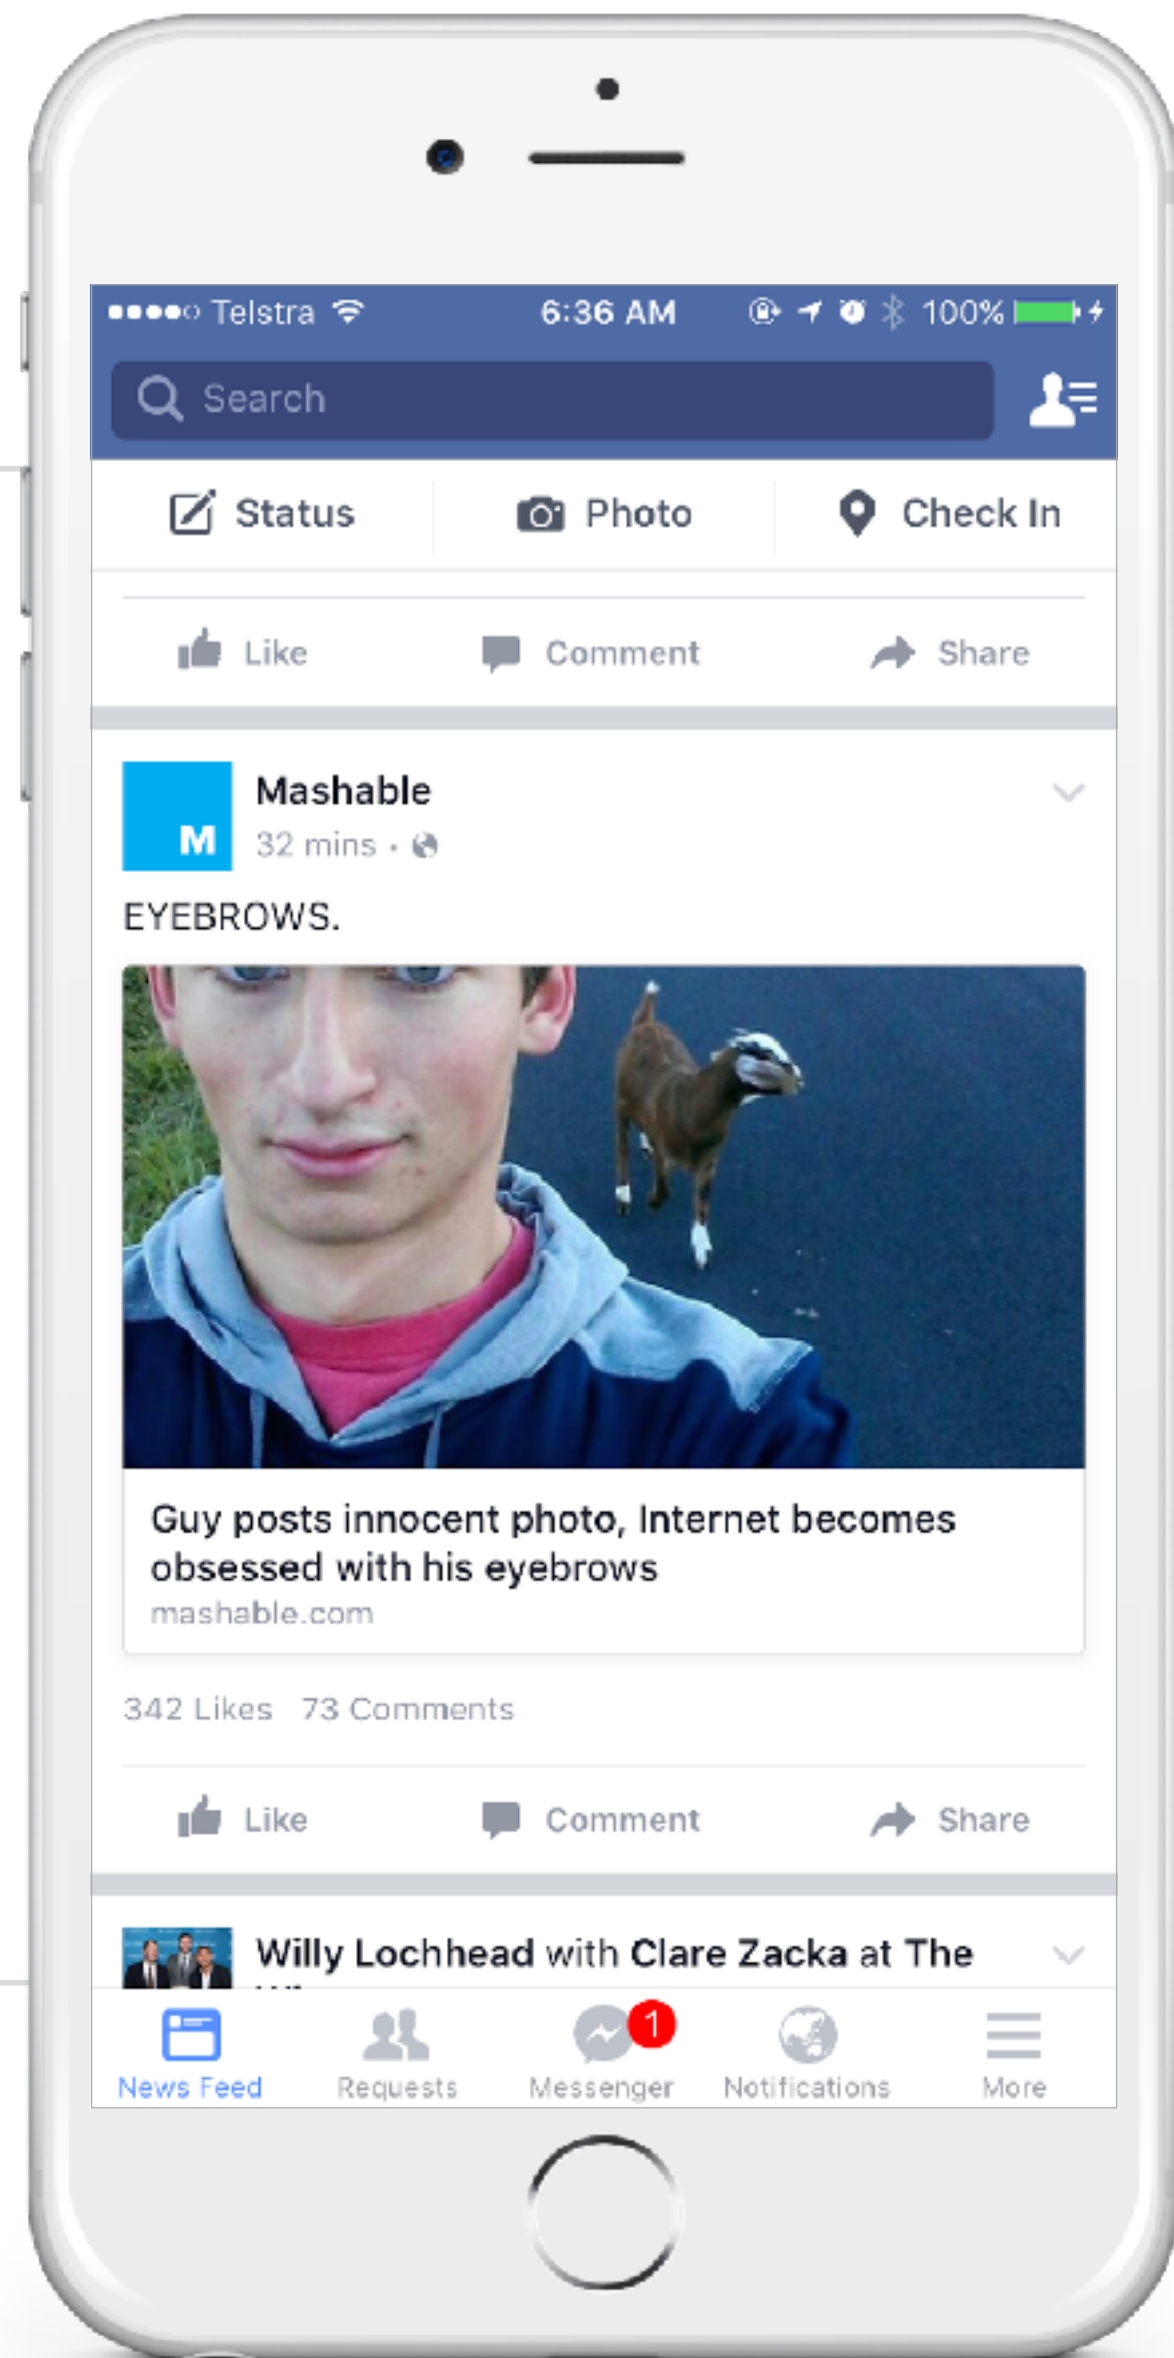 Telstra 6:36 AM 100%
Search
Status Photo Check In
Like Comment Share
M
Mashable
32 mins
EYEBROWS.
Guy posts innocent photo, Internet becomes
obsessed with his eyebrows
mashable.com
342 Likes 73 Comments
Like Comment Share
Willy Lochhead with Clare Zacka at The
1
News Feed Requests Messenger Notifications More